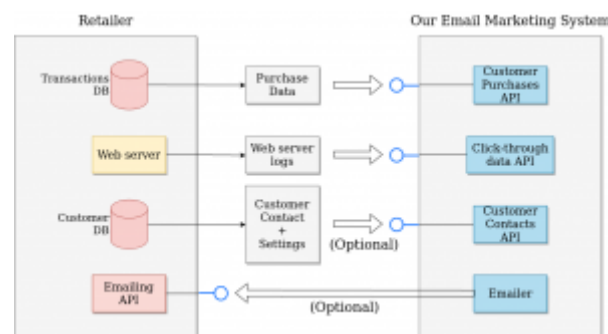 Retailer
Our Email Marketing System
Transactions
DB
Purchase
Data
Customer
Purchases
API
Web server
Web server
logs
Click-through
data API
Customer
DB
Customer
Contact
+
Settings
(Optional)
Customer
Contacts
API
Emailing
API
(Optional)
Emailer